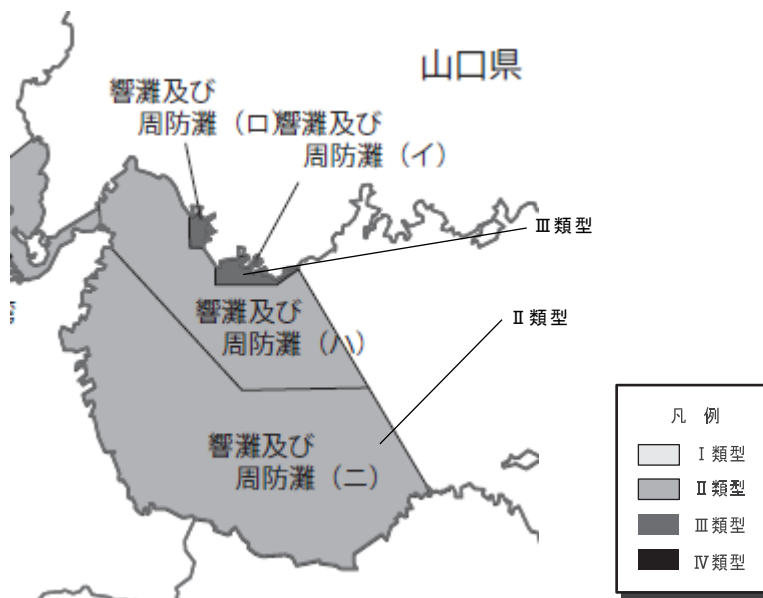 山口県
響灘及び
周防灘（ロ）
響灘及び
周防灘（イ）
Ⅲ類型
Ⅱ類型
響灘及び
周防灘（ハ）
響灘及び
周防灘（ニ）
凡 例
Ⅰ類型
Ⅱ類型
Ⅲ類型
Ⅳ類型